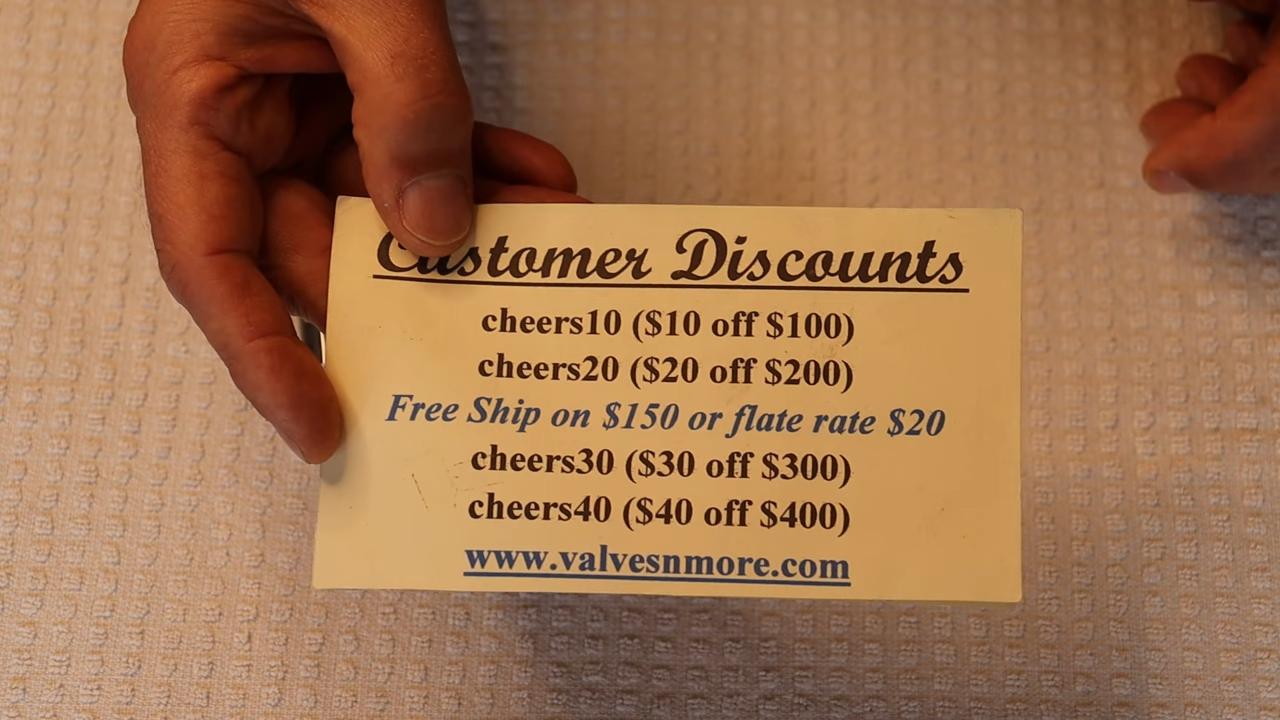 Customer Discounts
cheers10 ($10 off $100)
cheers20 ($20 off $200)
Free Ship on $150 or flate rate $20
cheers30 ($30 off $300)
cheers40 ($40 off $400)
www.valvesnmore.com